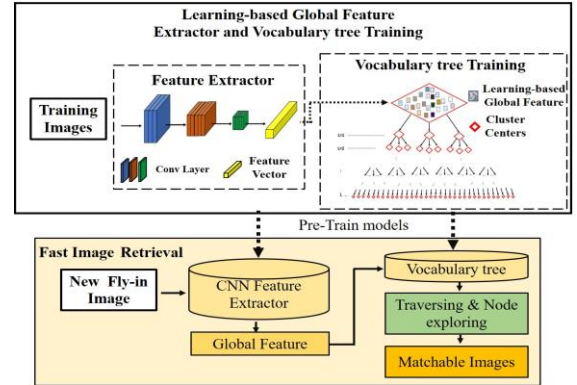 Learning-based Global Feature
Extractor and Vocabulary tree Training
Feature Extractor
Training
Images
Conv Layer
Feature
Vector
Vocabulary tree Training
Learning-based
Global Feature
Cluster
Centers
Pre-Train models
Fast Image Retrieval
New Fly-in
Image
CNN Feature
Extractor
Global Feature
Vocabulary tree
Traversing & Node
exploring
Matchable Images